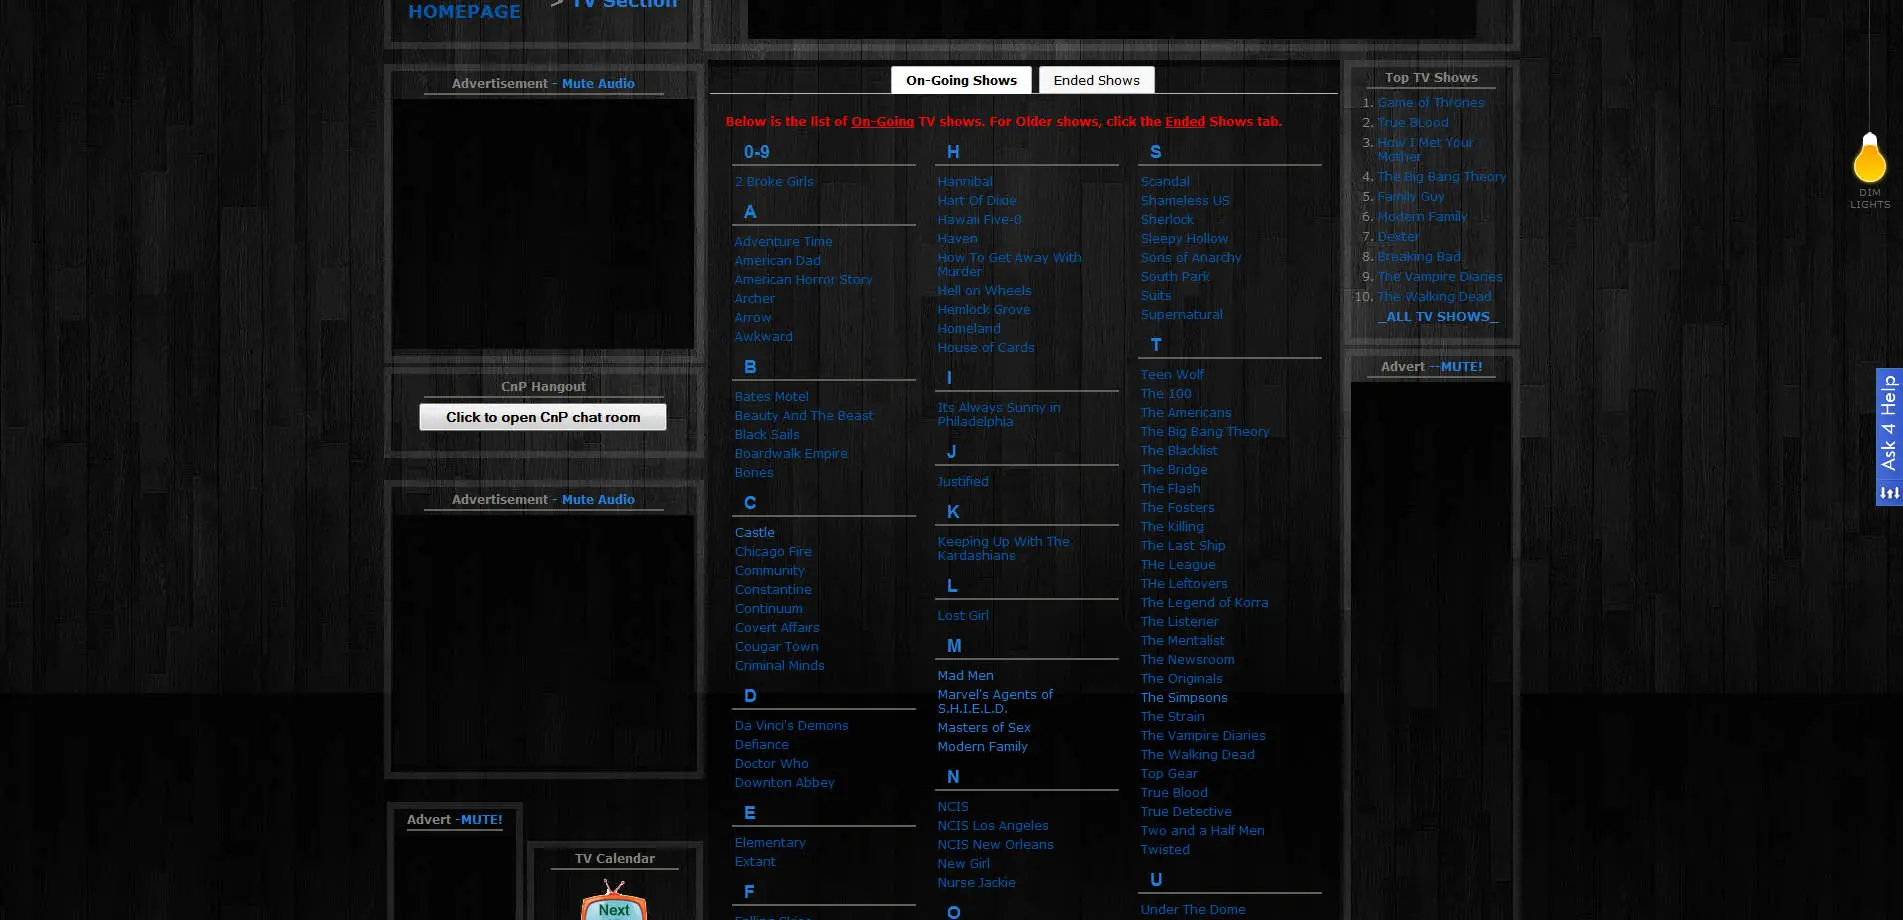 HOMEPAGE
> TV Section
Advertisement - Mute Audio
CnP Hangout
Click to open CnP chat room
Advertisement - Mute Audio
Advert -MUTE!
TV Calendar
Next
On-Going Shows
Ended Shows
Below is the list of On-Going TV shows. For Older shows, click the Ended Shows tab.
0-9
2 Broke Girls
A
Adventure Time
American Dad
American Horror Story
Archer
Arrow
Awkward
B
Bates Motel
Beauty And The Beast
Black Sails
Boardwalk Empire
Bones
C
Castle
Chicago Fire
Community
Constantine
Continuum
Covert Affairs
Cougar Town
Criminal Minds
D
Da Vinci's Demons
Defiance
Doctor Who
Downton Abbey
E
Elementary
Extant
F
Falling Skies
H
Hannibal
Hart Of Dixie
Hawaii Five-0
Haven
How To Get Away With
Murder
Hell on Wheels
Hemlock Grove
Homeland
House of Cards
I
Its Always Sunny in
Philadelphia
J
Justified
K
Keeping Up With The
Kardashians
L
Lost Girl
M
Mad Men
Marvel's Agents of
S.H.I.E.L.D.
Masters of Sex
Modern Family
N
NCIS
NCIS Los Angeles
NCIS New Orleans
New Girl
Nurse Jackie
O
S
Scandal
Shameless US
Sherlock
Sleepy Hollow
Sons of Anarchy
South Park
Suits
Supernatural
T
Teen Wolf
The 100
The Americans
The Big Bang Theory
The Blacklist
The Bridge
The Flash
The Fosters
The Killing
The Last Ship
THe League
THe Leftovers
The Legend of Korra
The Listener
The Mentalist
The Newsroom
The Originals
The Simpsons
The Strain
The Vampire Diaries
The Walking Dead
Top Gear
True Blood
True Detective
Two and a Half Men
Twisted
U
Under The Dome
Top TV Shows
1. Game of Thrones
2. True BLood
3. How I Met Your
Mother
4. The Big Bang Theory
5. Family Guy
6. Modern Family
7. Dexter
8. Breaking Bad
9. The Vampire Diaries
10. The Walking Dead
_ALL TV SHOWS_
Advert --MUTE!
DIM
LIGHTS
Ask 4 Help